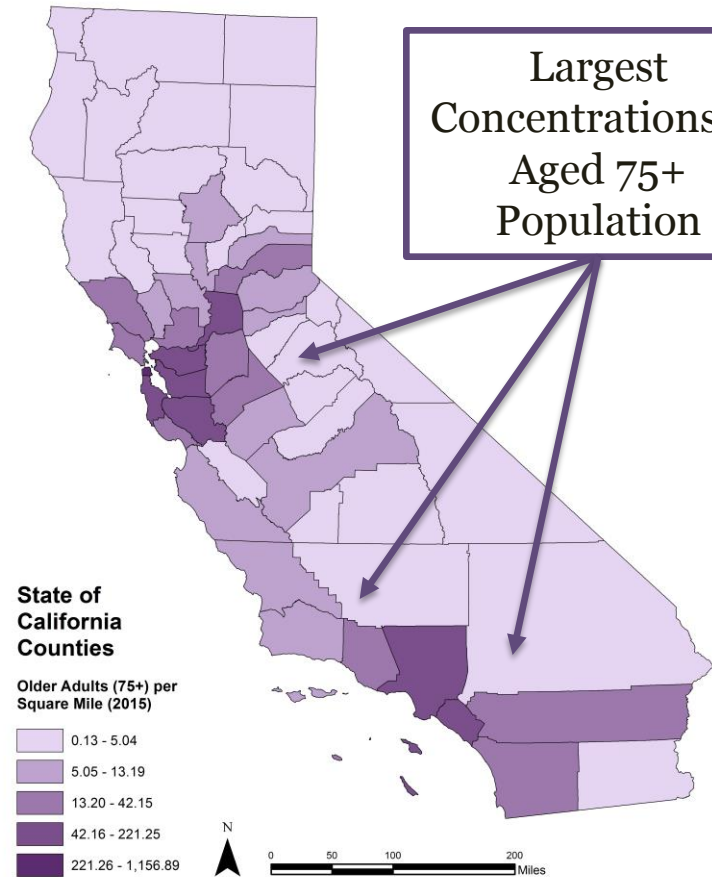 Largest
Concentrations
Aged 75+
Population
State of
California
Counties
Older Adults (75+) per
Square Mile (2015)
0.13 - 5.04
5.05 - 13.19
13.20 - 42.15
42.16 - 221.25
221.26 - 1,156.89
N
0 50 100 200
Miles